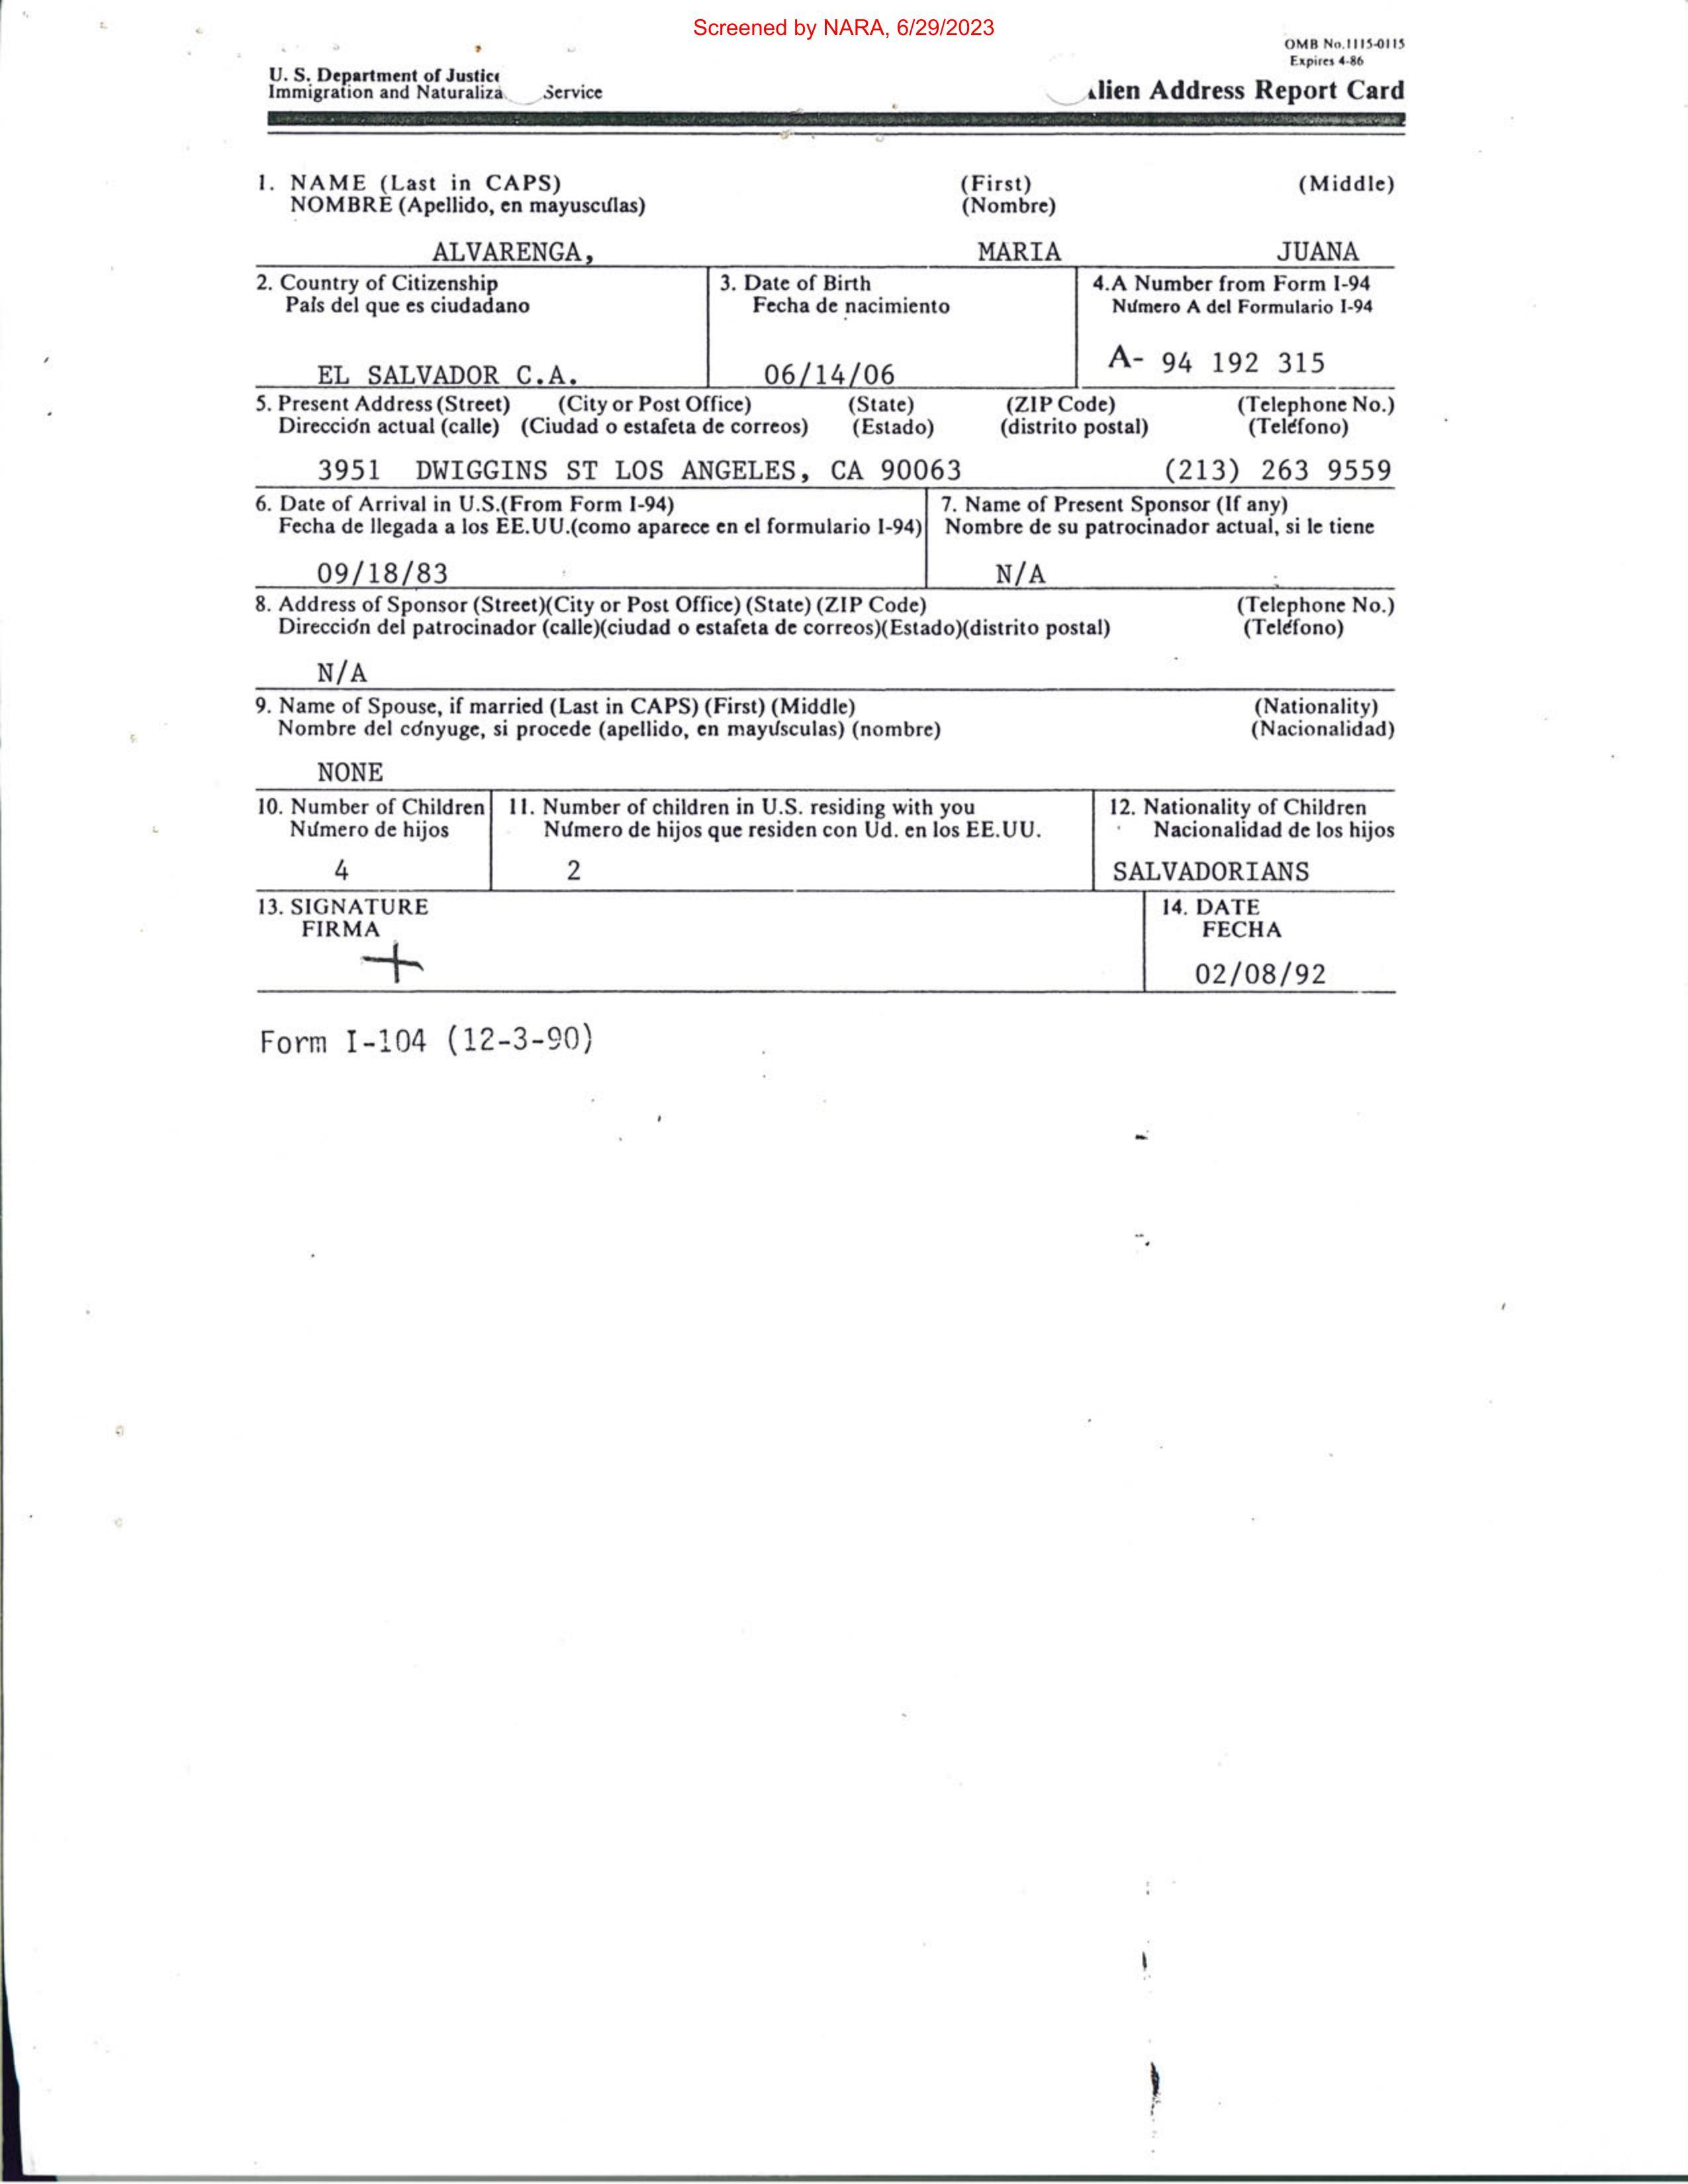 Screened by NARA, 6/29/2023
OMB No.1115-0115
Expires 4-86
U. S. Department of Justice
Immigration and Naturaliza Service
lien Address Report Card
1. NAME (Last in CAPS) (First) (Middle)
NOMBRE (Apellido, en mayuscúlas) (Nombre)
ALVARENGA, MARIA JUANA
2. Country of Citizenship 3. Date of Birth 4.A Number from Form I-94
País del que es ciudadano Fecha de nacimiento Número A del Formulario I-94
EL SALVADOR C.A. 06/14/06 A- 94 192 315
5. Present Address (Street) (City or Post Office) (State) (ZIP Code) (Telephone No.)
Dirección actual (calle) (Ciudad o estafeta de correos) (Estado) (distrito postal) (Teléfono)
3951 DWIGGINS ST LOS ANGELES, CA 90063 (213) 263 9559
6. Date of Arrival in U.S.(From Form I-94) 7. Name of Present Sponsor (If any)
Fecha de llegada a los EE.UU.(como aparece en el formulario I-94) Nombre de su patrocinador actual, si le tiene
09/18/83 N/A
8. Address of Sponsor (Street)(City or Post Office) (State) (ZIP Code) (Telephone No.)
Dirección del patrocinador (calle)(ciudad o estafeta de correos)(Estado)(distrito postal) (Teléfono)
N/A
9. Name of Spouse, if married (Last in CAPS) (First) (Middle) (Nationality)
Nombre del cónyuge, si procede (apellido, en mayúsculas) (nombre) (Nacionalidad)
NONE
10. Number of Children 11. Number of children in U.S. residing with you 12. Nationality of Children
Número de hijos Número de hijos que residen con Ud. en los EE.UU. Nacionalidad de los hijos
4 2 SALVADORIANS
13. SIGNATURE 14. DATE
FIRMA FECHA
+ 02/08/92
Form I-104 (12-3-90)